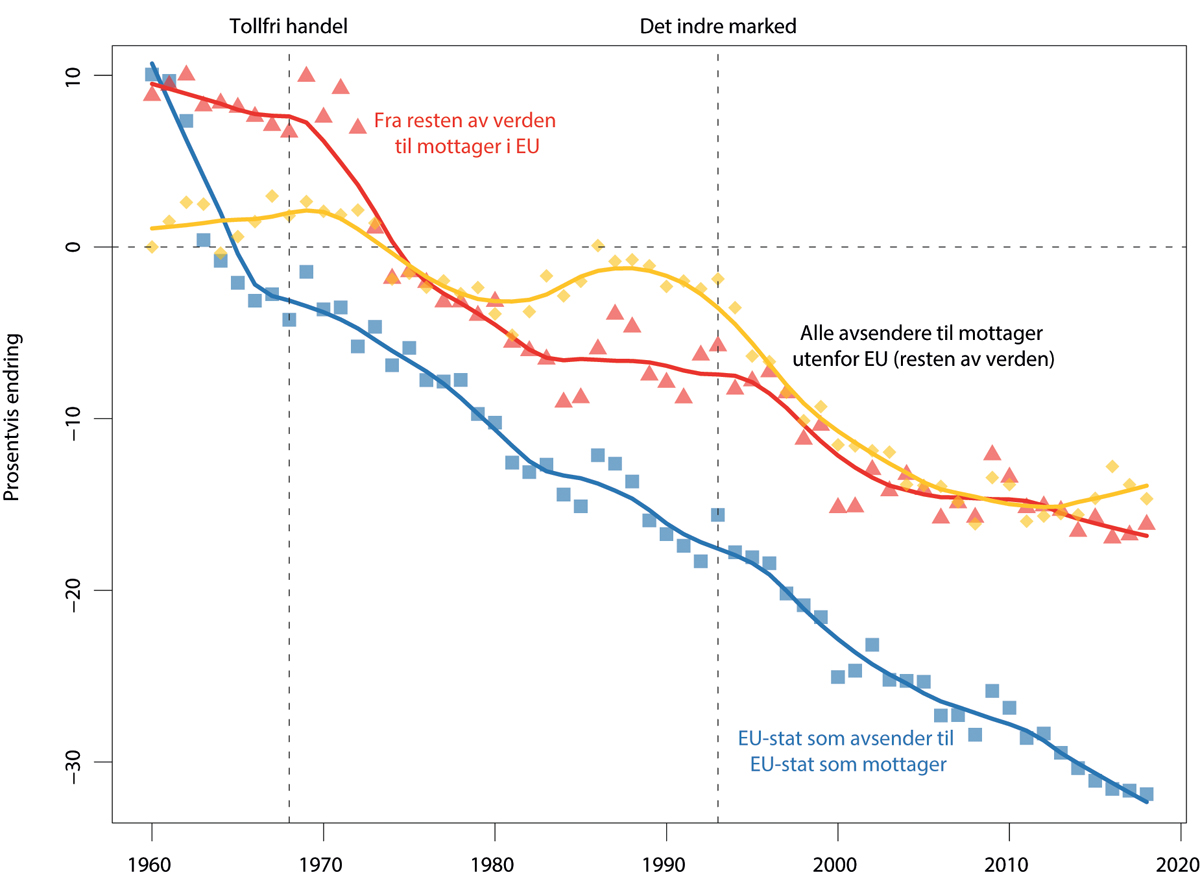 Tollfri handel
Det indre marked
Fra resten av verden
til mottager i EU
Alle avsendere til mottager
utenfor EU (resten av verden)
EU-stat som avsender til
EU-stat som mottager
Prosentvis endring
10
0
−10
−20
−30
1960
1970
1980
1990
2000
2010
2020